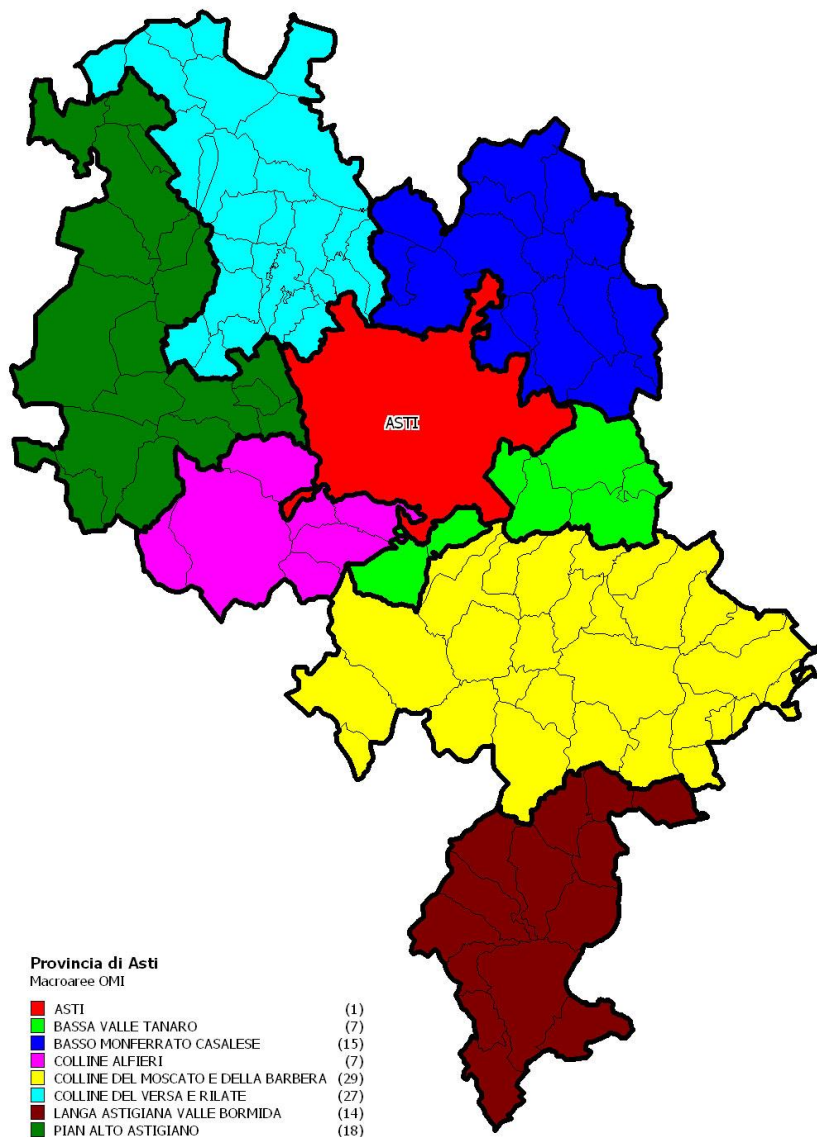 ASTI
Provincia di Asti
Macroaree OMI
ASTI (1)
BASSA VALLE TANARO (7)
BASSO MONFERRATO CASALESE (15)
COLLINE ALFIERI (7)
COLLINE DEL MOSCATO E DELLA BARBERA (29)
COLLINE DEL VERSA E RILATE (27)
LANGA ASTIGIANA VALLE BORMIDA (14)
PIAN ALTO ASTIGIANO (18)